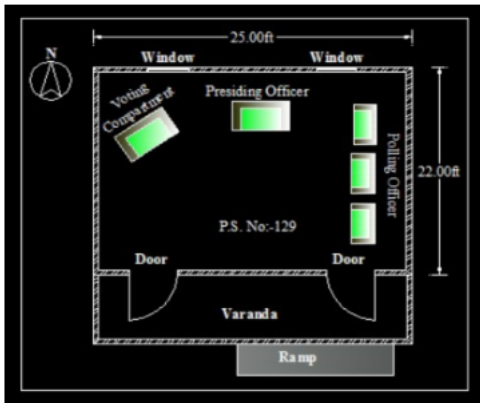 25.00ft
N
Window
Window
Voting
Compartment
Presiding Officer
Polling Officer
22.00ft
P.S. No:-129
Door
Door
Varanda
Ramp